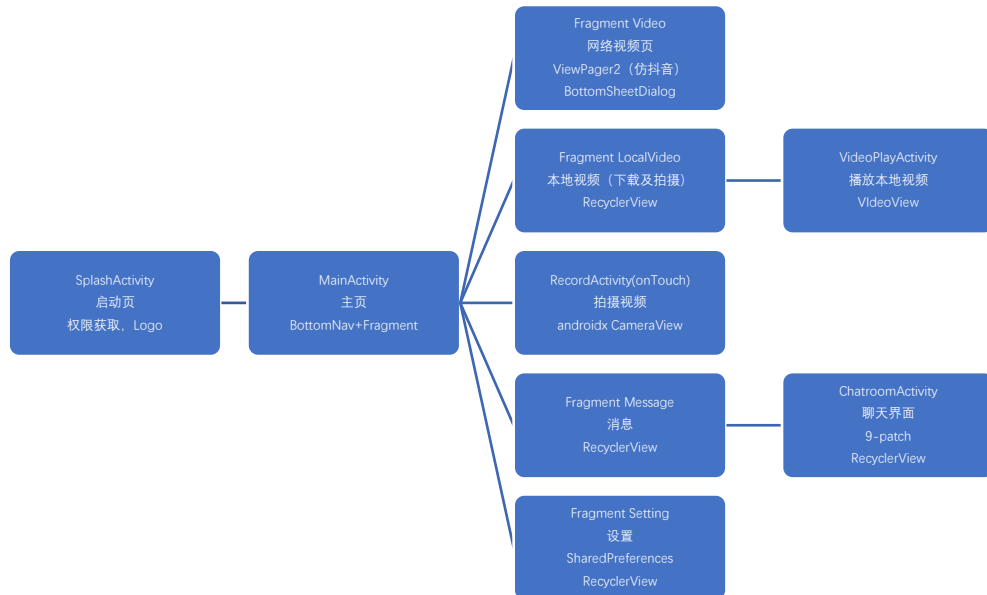 Fragment Video
网络视频页
ViewPager2（仿抖音）
BottomSheetDialog
Fragment LocalVideo
本地视频（下载及拍摄）
RecyclerView
VideoPlayActivity
播放本地视频
VIdeoView
SplashActivity
启动页
权限获取，Logo
MainActivity
主页
BottomNav+Fragment
RecordActivity(onTouch)
拍摄视频
androidx CameraView
Fragment Message
消息
RecyclerView
ChatroomActivity
聊天界面
9-patch
RecyclerView
Fragment Setting
设置
SharedPreferences
RecyclerView